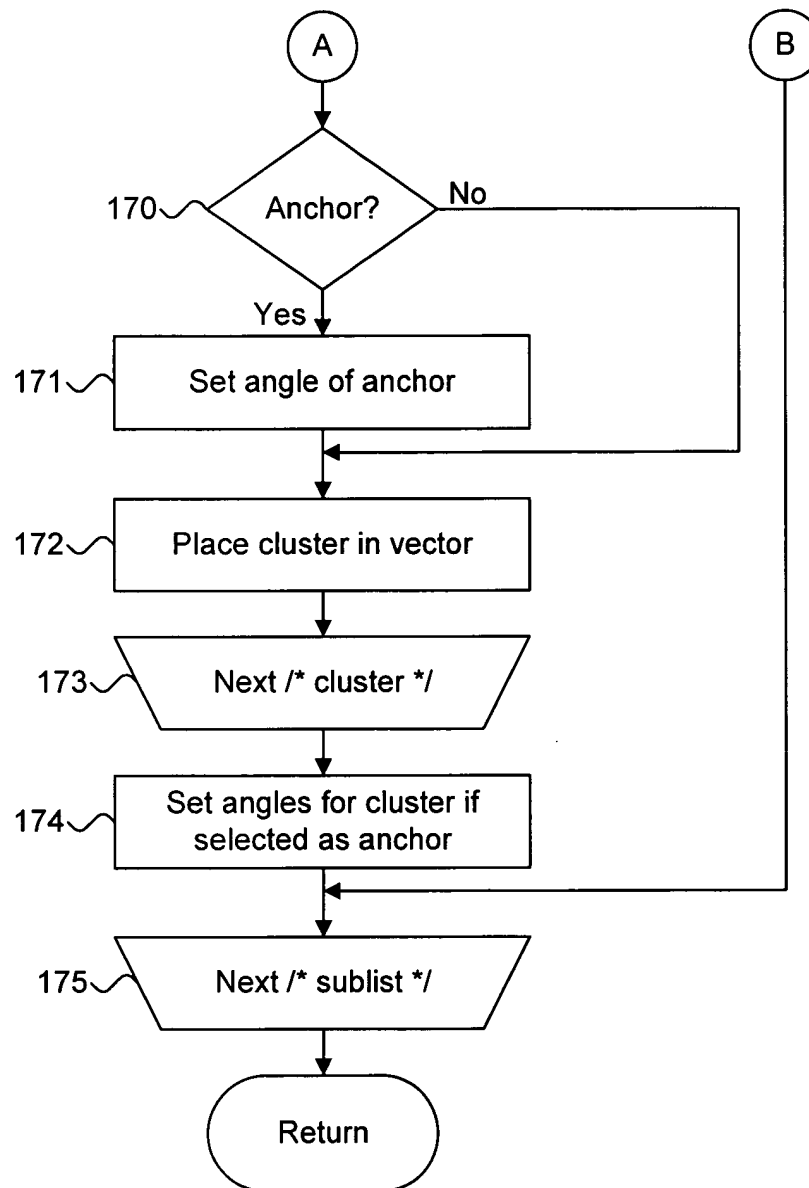 A
B
170
Anchor?
No
Yes
171
Set angle of anchor
172
Place cluster in vector
173
Next /* cluster */
174
Set angles for cluster if
selected as anchor
175
Next /* sublist */
Return